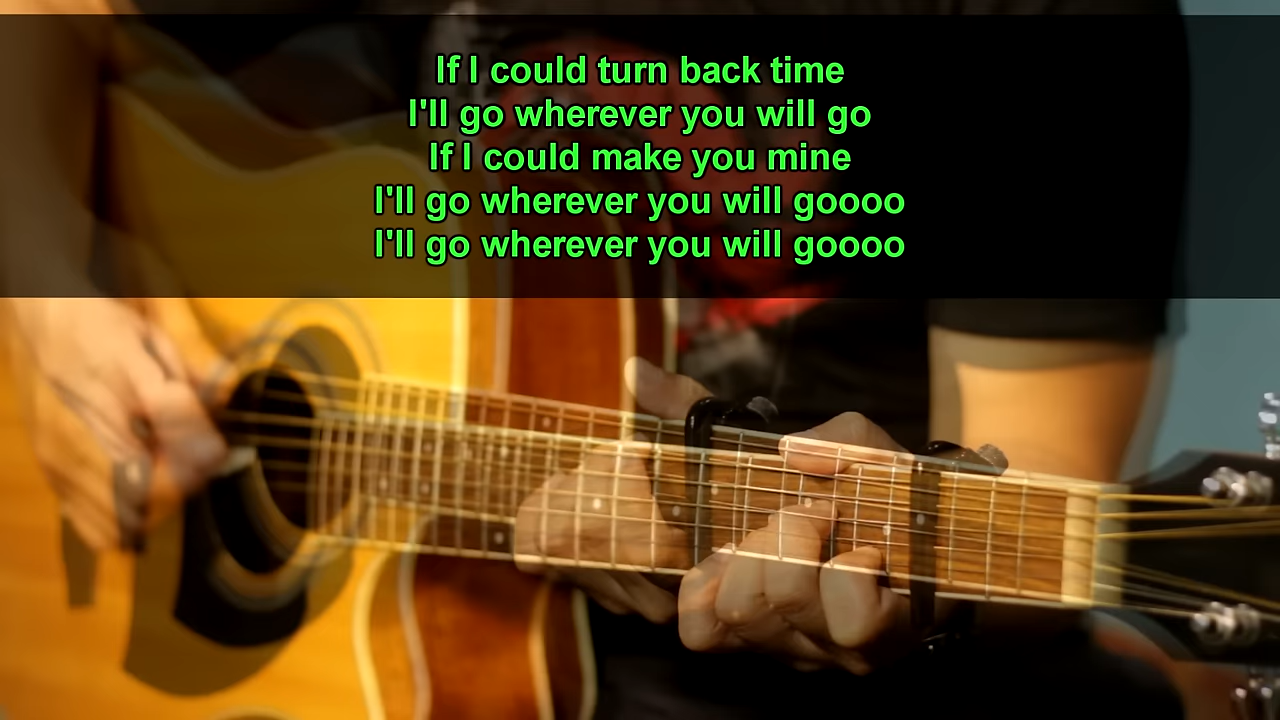 If I could turn back time
I'll go wherever you will go
If I could make you mine
I'll go wherever you will goooo
I'll go wherever you will goooo